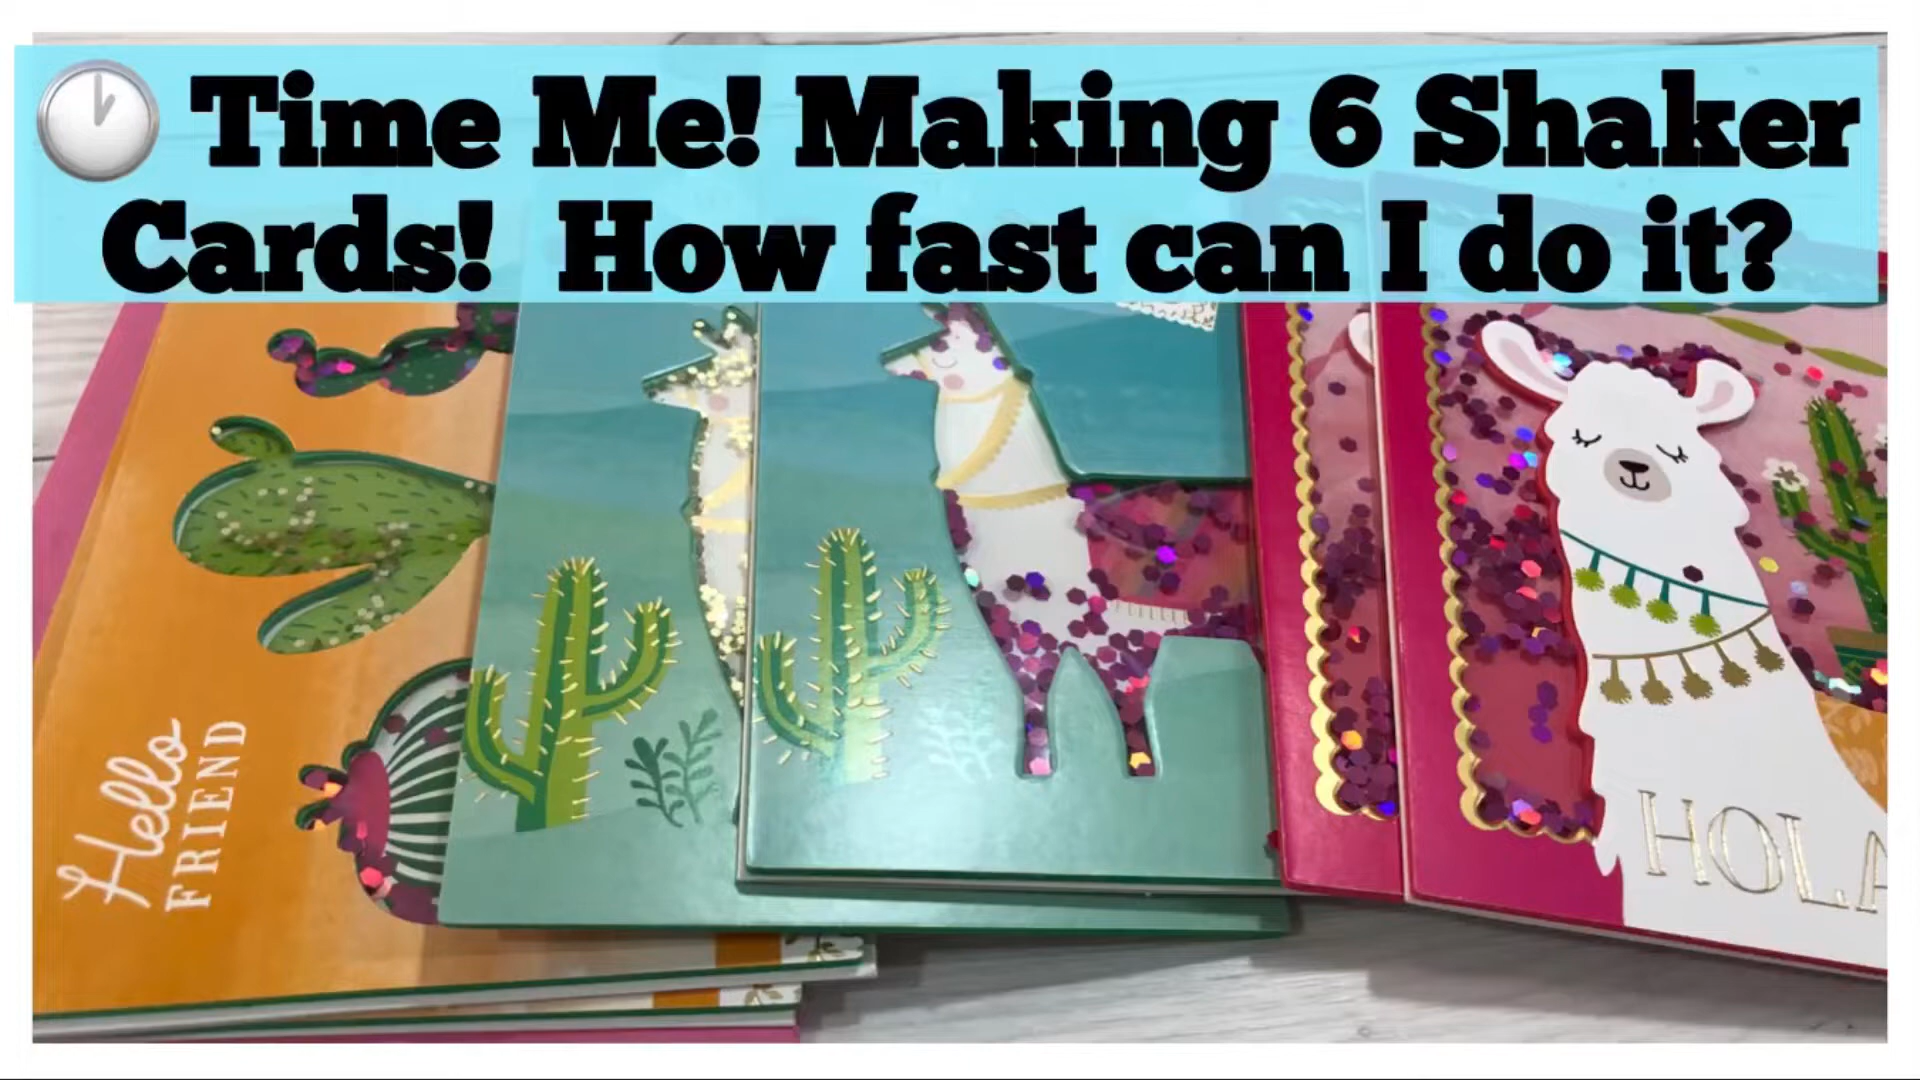 Time Me! Making 6 Shaker
Cards! How fast can I do it?
Hello
FRIEND
HOLA